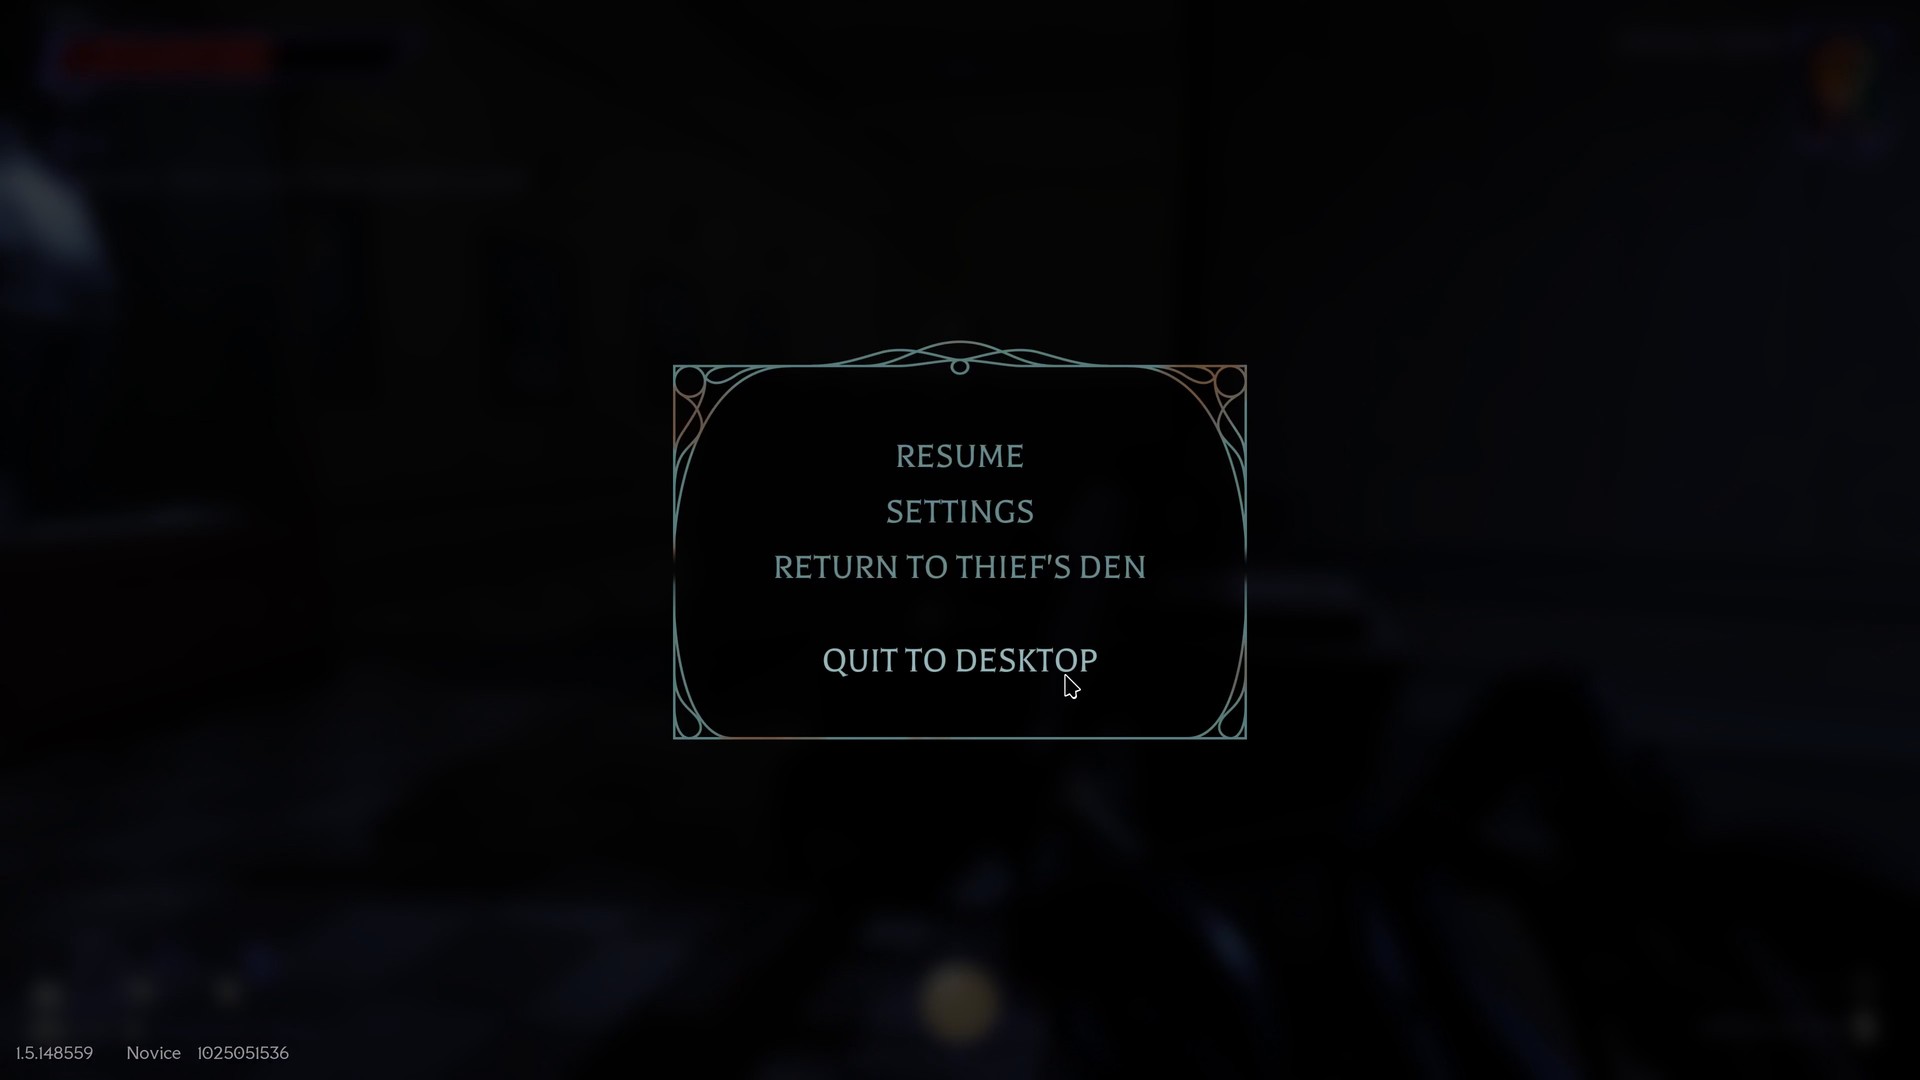 RESUME
SETTINGS
RETURN TO THIEF'S DEN
QUIT TO DESKTOP
1.5.148559 Novice 1025051536